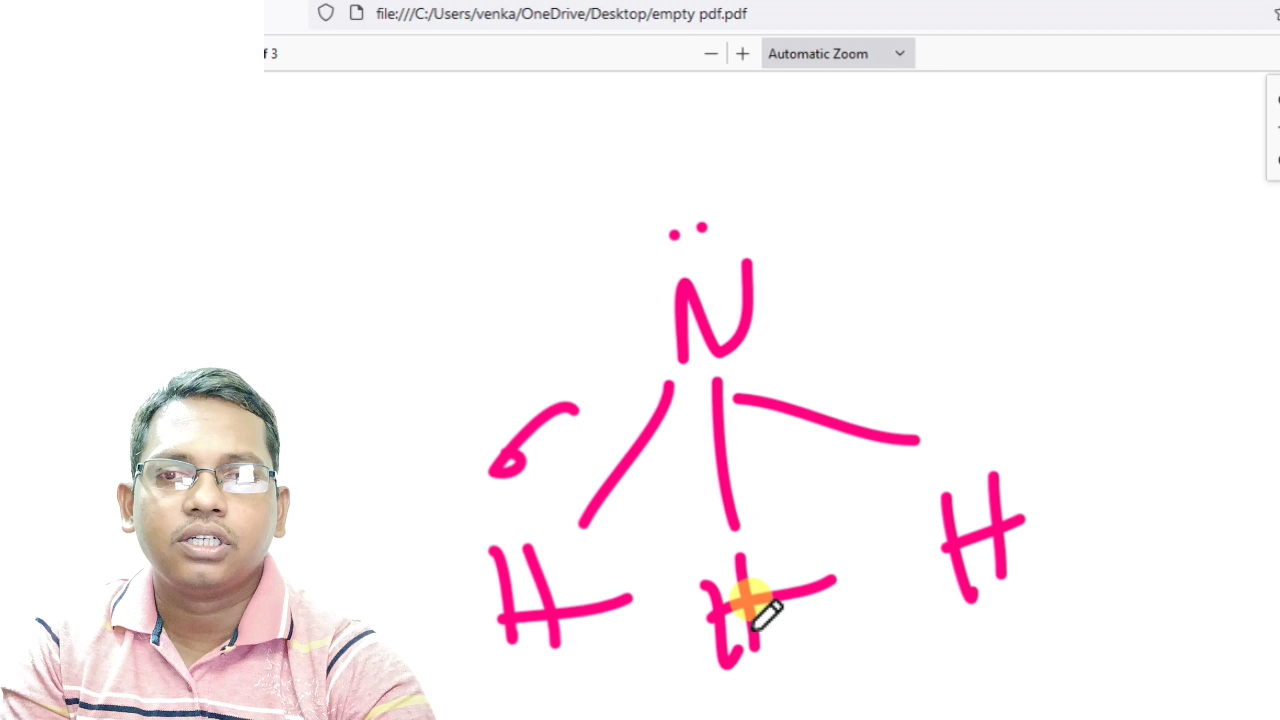 file:///C:/Users/venka/OneDrive/Desktop/empty pdf.pdf
f 3
− + Automatic Zoom
N
H H H